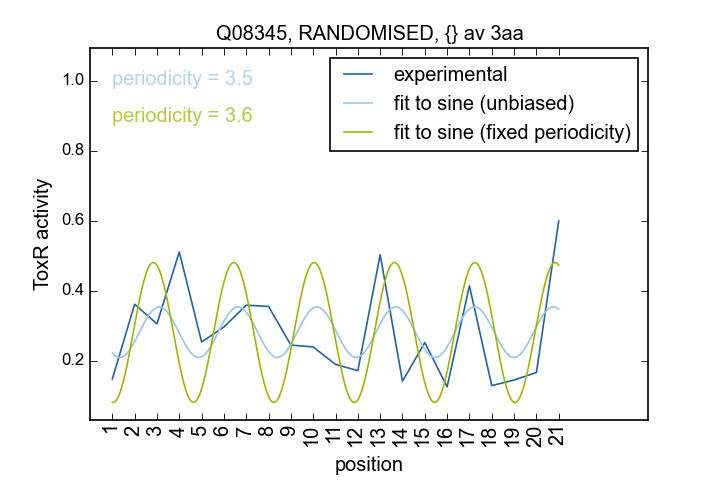 Q08345, RANDOMISED, {} av 3aa
periodicity = 3.5
periodicity = 3.6
experimental
fit to sine (unbiased)
fit to sine (fixed periodicity)
ToxR activity
1.0
0.8
0.6
0.4
0.2
1 2 3 4 5 6 7 8 9 10 11 12 13 14 15 16 17 18 19 20 21
position